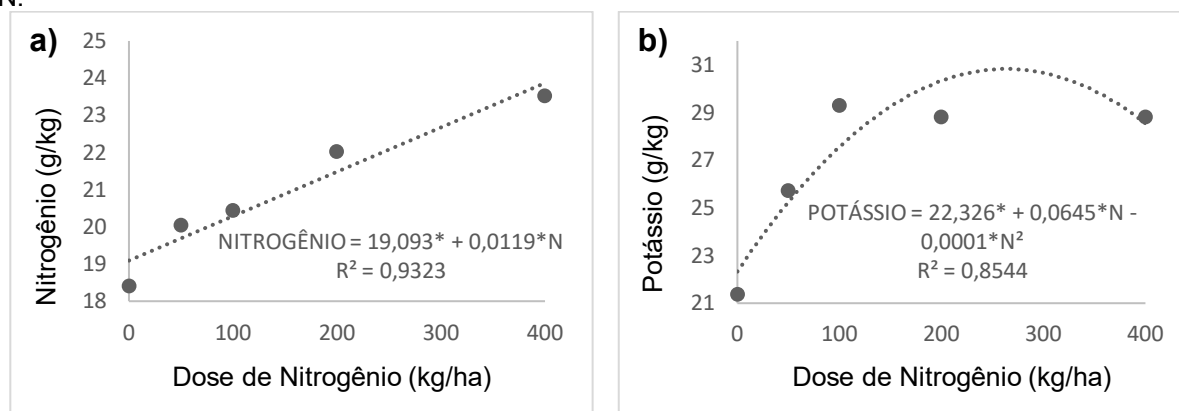 N.
a)
25
24
23
22
21
20
19
18
Nitrogênio (g/kg)
NITROGÊNIO = 19,093* + 0,0119*N
R² = 0,9323
0 100 200 300 400
Dose de Nitrogênio (kg/ha)
b)
31
29
27
25
23
21
Potássio (g/kg)
POTÁSSIO = 22,326* + 0,0645*N -
0,0001*N²
R² = 0,8544
0 100 200 300 400
Dose de Nitrogênio (kg/ha)